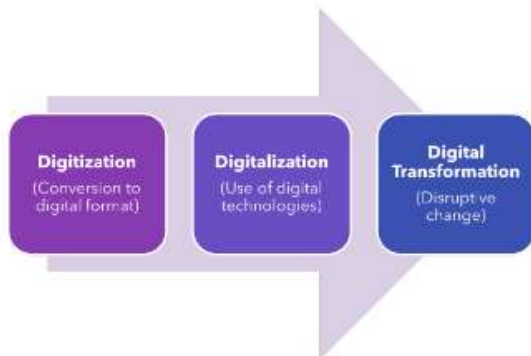 Digitization
(Conversion to
digital format)
Digitalization
(Use of digital
technologies)
Digital
Transformation
(Disruptive
change)